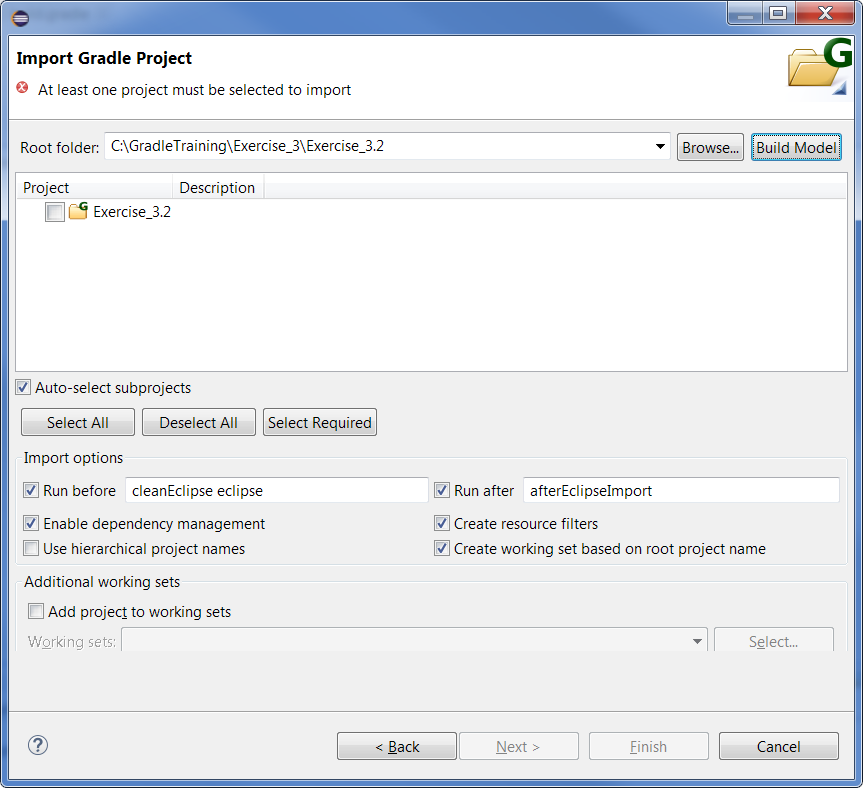 Import Gradle Project
At least one project must be selected to import
Root folder: C:\GradleTraining\Exercise_3\Exercise_3.2 Browse... Build Model
Project Description
Exercise_3.2
Auto-select subprojects
Select All Deselect All Select Required
Import options
Run before cleanEclipse eclipse Run after afterEclipseImport
Enable dependency management Create resource filters
Use hierarchical project names Create working set based on root project name
Additional working sets
Add project to working sets
Working sets: Select...
< Back Next > Finish Cancel